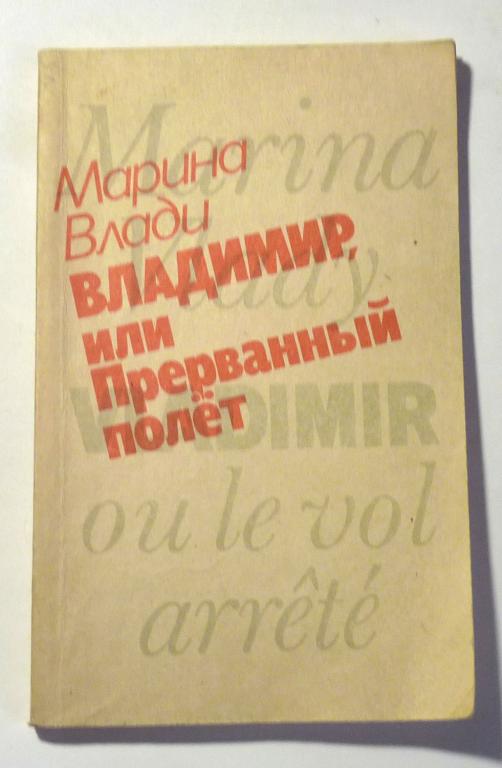 Марина
Влади
ВЛАДИМИР,
или
Прерванный
полёт
Marina
Vlady
VLADIMIR
ou le vol
arrêté